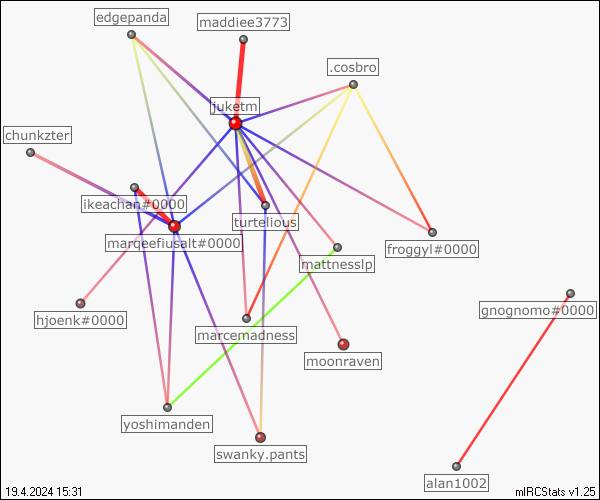 edgepanda
maddiee3773
.cosbro
juketm
chunkzter
ikeachan#0000
turtelious
marqeefiusalt#0000
froggyl#0000
mattnesslp
hjoenk#0000
gnognomo#0000
marcemadness
moonraven
yoshimanden
swanky.pants
alan1002
19.4.2024 15:31
mIRCStats v1.25